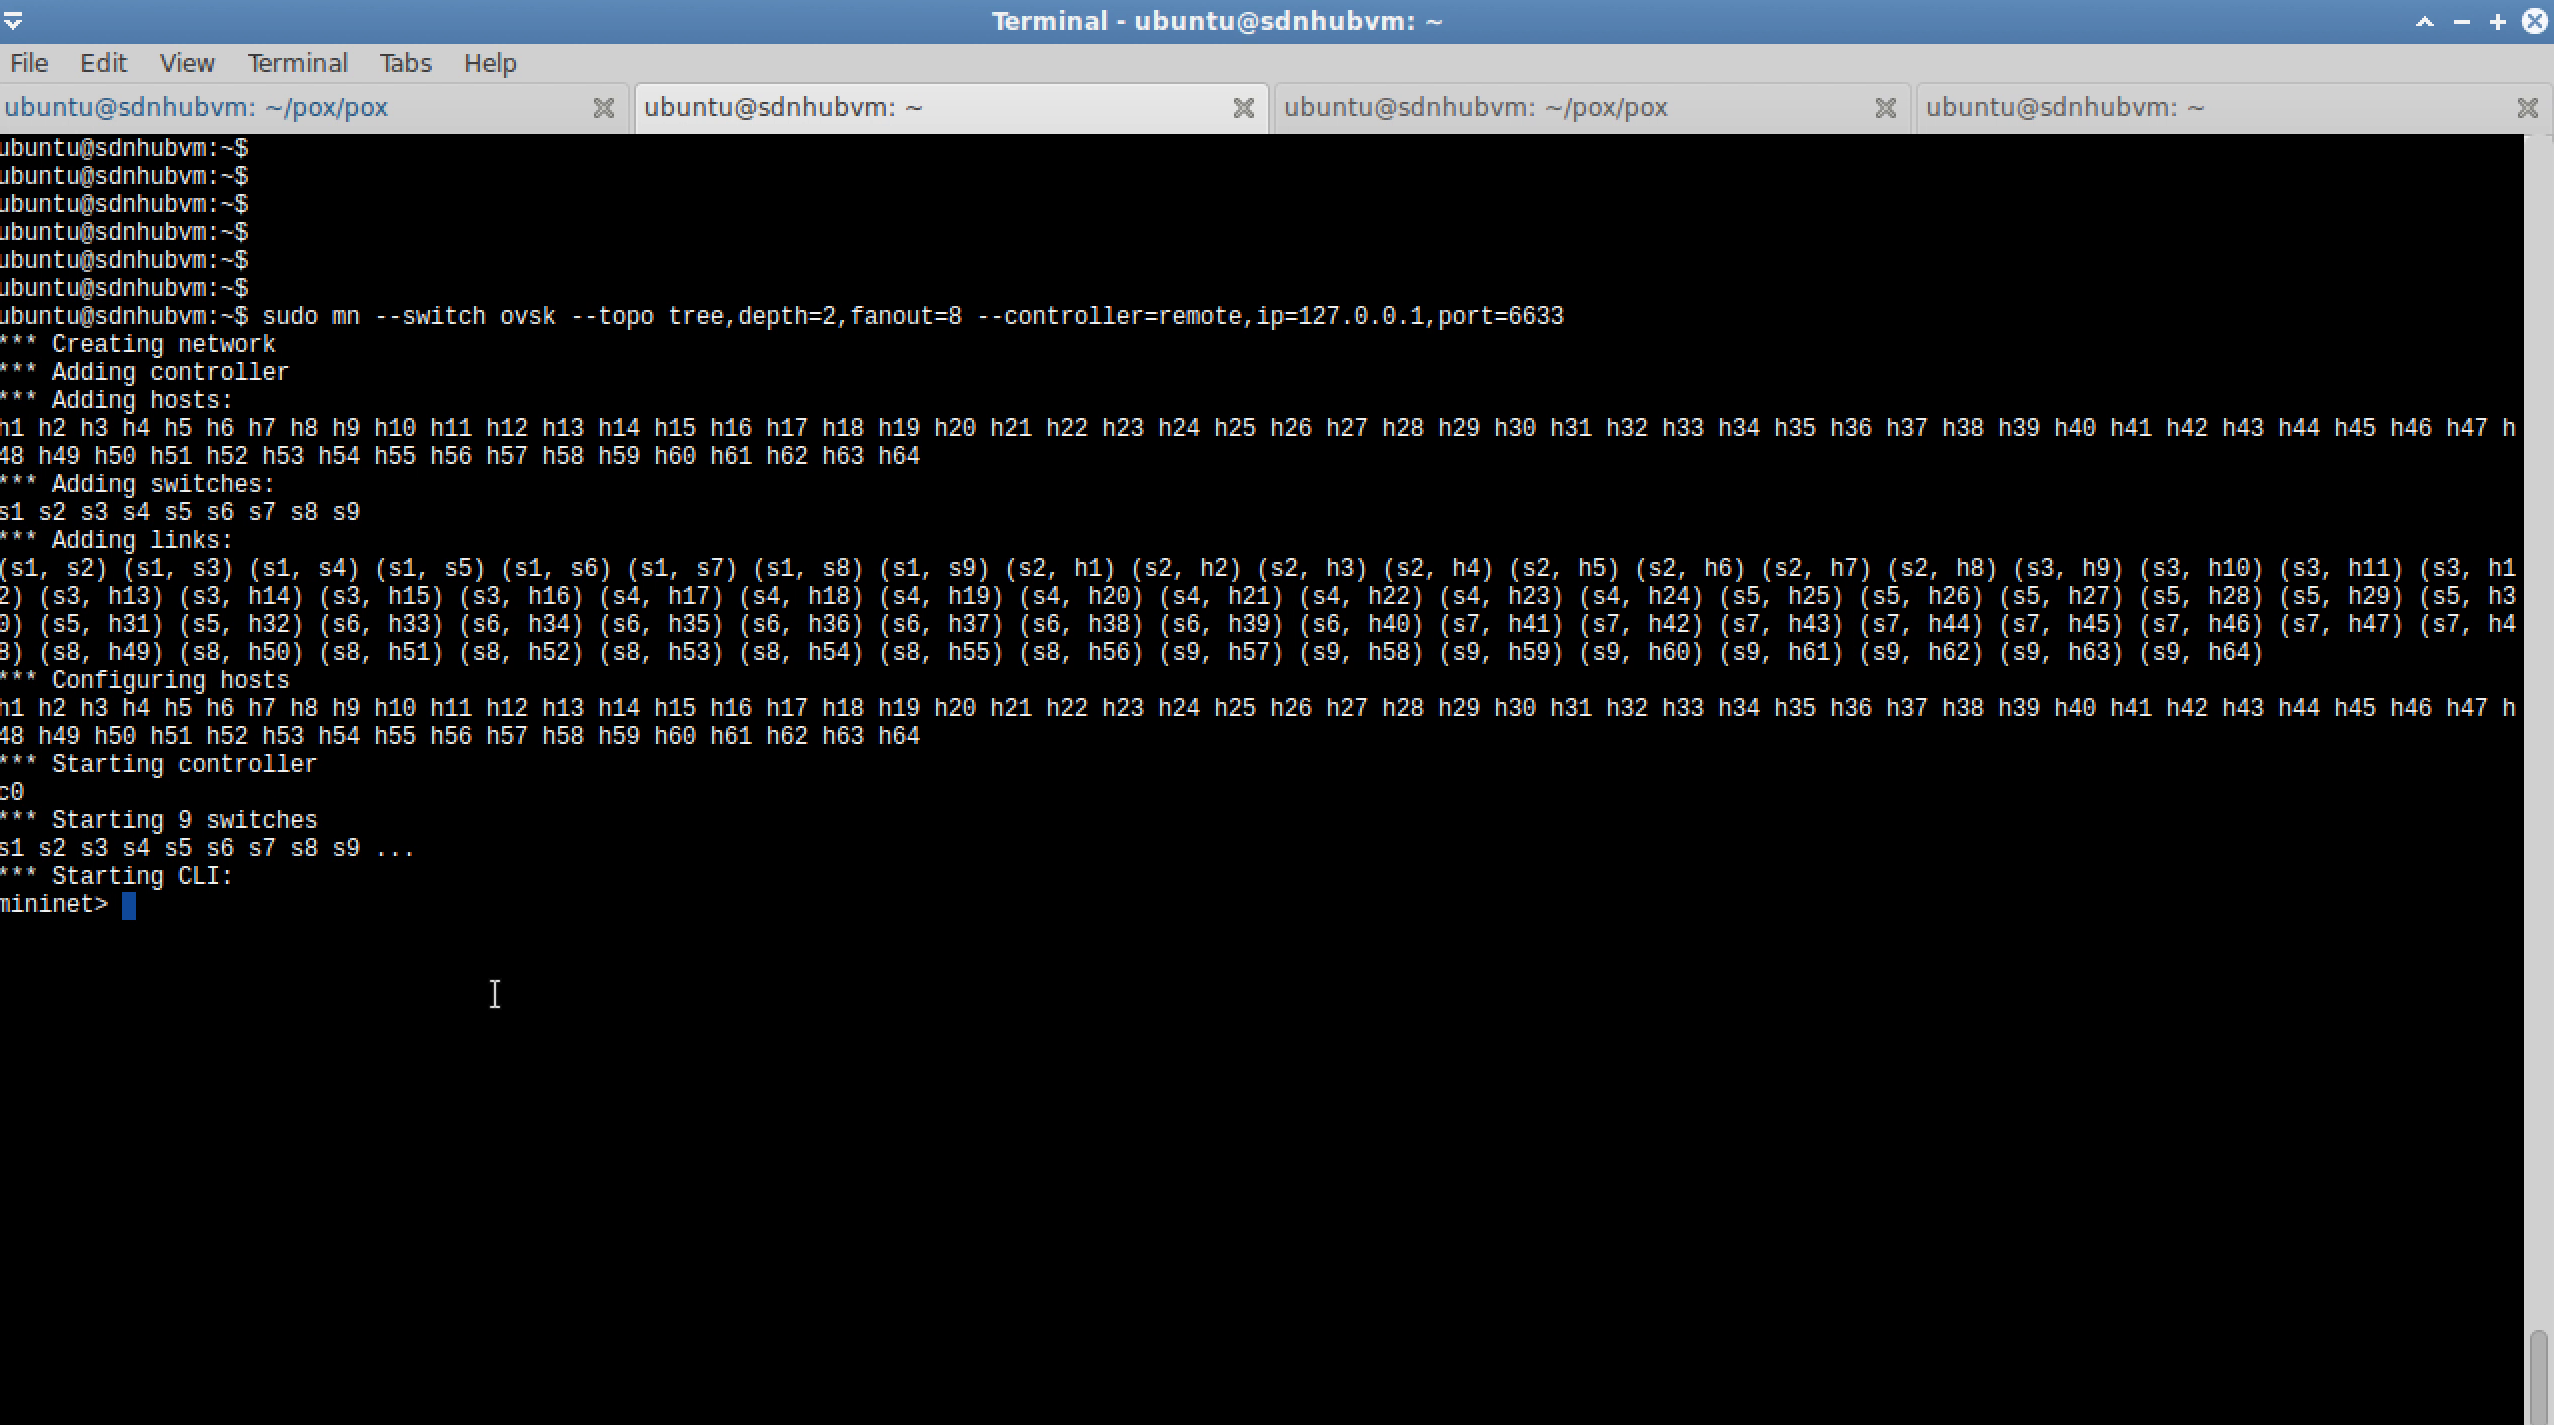 Terminal - ubuntu@sdnhubvm: ~
File Edit View Terminal Tabs Help
ubuntu@sdnhubvm: ~/pox/pox ubuntu@sdnhubvm: ~ ubuntu@sdnhubvm: ~/pox/pox ubuntu@sdnhubvm: ~
ubuntu@sdnhubvm:~$
ubuntu@sdnhubvm:~$
ubuntu@sdnhubvm:~$
ubuntu@sdnhubvm:~$
ubuntu@sdnhubvm:~$
ubuntu@sdnhubvm:~$
ubuntu@sdnhubvm:~$ sudo mn --switch ovsk --topo tree,depth=2,fanout=8 --controller=remote,ip=127.0.0.1,port=6633
*** Creating network
*** Adding controller
*** Adding hosts:
h1 h2 h3 h4 h5 h6 h7 h8 h9 h10 h11 h12 h13 h14 h15 h16 h17 h18 h19 h20 h21 h22 h23 h24 h25 h26 h27 h28 h29 h30 h31 h32 h33 h34 h35 h36 h37 h38 h39 h40 h41 h42 h43 h44 h45 h46 h47 h
48 h49 h50 h51 h52 h53 h54 h55 h56 h57 h58 h59 h60 h61 h62 h63 h64
*** Adding switches:
s1 s2 s3 s4 s5 s6 s7 s8 s9
*** Adding links:
(s1, s2) (s1, s3) (s1, s4) (s1, s5) (s1, s6) (s1, s7) (s1, s8) (s1, s9) (s2, h1) (s2, h2) (s2, h3) (s2, h4) (s2, h5) (s2, h6) (s2, h7) (s2, h8) (s3, h9) (s3, h10) (s3, h11) (s3, h1
2) (s3, h13) (s3, h14) (s3, h15) (s3, h16) (s4, h17) (s4, h18) (s4, h19) (s4, h20) (s4, h21) (s4, h22) (s4, h23) (s4, h24) (s5, h25) (s5, h26) (s5, h27) (s5, h28) (s5, h29) (s5, h3
0) (s5, h31) (s5, h32) (s6, h33) (s6, h34) (s6, h35) (s6, h36) (s6, h37) (s6, h38) (s6, h39) (s6, h40) (s7, h41) (s7, h42) (s7, h43) (s7, h44) (s7, h45) (s7, h46) (s7, h47) (s7, h4
8) (s8, h49) (s8, h50) (s8, h51) (s8, h52) (s8, h53) (s8, h54) (s8, h55) (s8, h56) (s9, h57) (s9, h58) (s9, h59) (s9, h60) (s9, h61) (s9, h62) (s9, h63) (s9, h64)
*** Configuring hosts
h1 h2 h3 h4 h5 h6 h7 h8 h9 h10 h11 h12 h13 h14 h15 h16 h17 h18 h19 h20 h21 h22 h23 h24 h25 h26 h27 h28 h29 h30 h31 h32 h33 h34 h35 h36 h37 h38 h39 h40 h41 h42 h43 h44 h45 h46 h47 h
48 h49 h50 h51 h52 h53 h54 h55 h56 h57 h58 h59 h60 h61 h62 h63 h64
*** Starting controller
c0
*** Starting 9 switches
s1 s2 s3 s4 s5 s6 s7 s8 s9 ...
*** Starting CLI:
mininet>